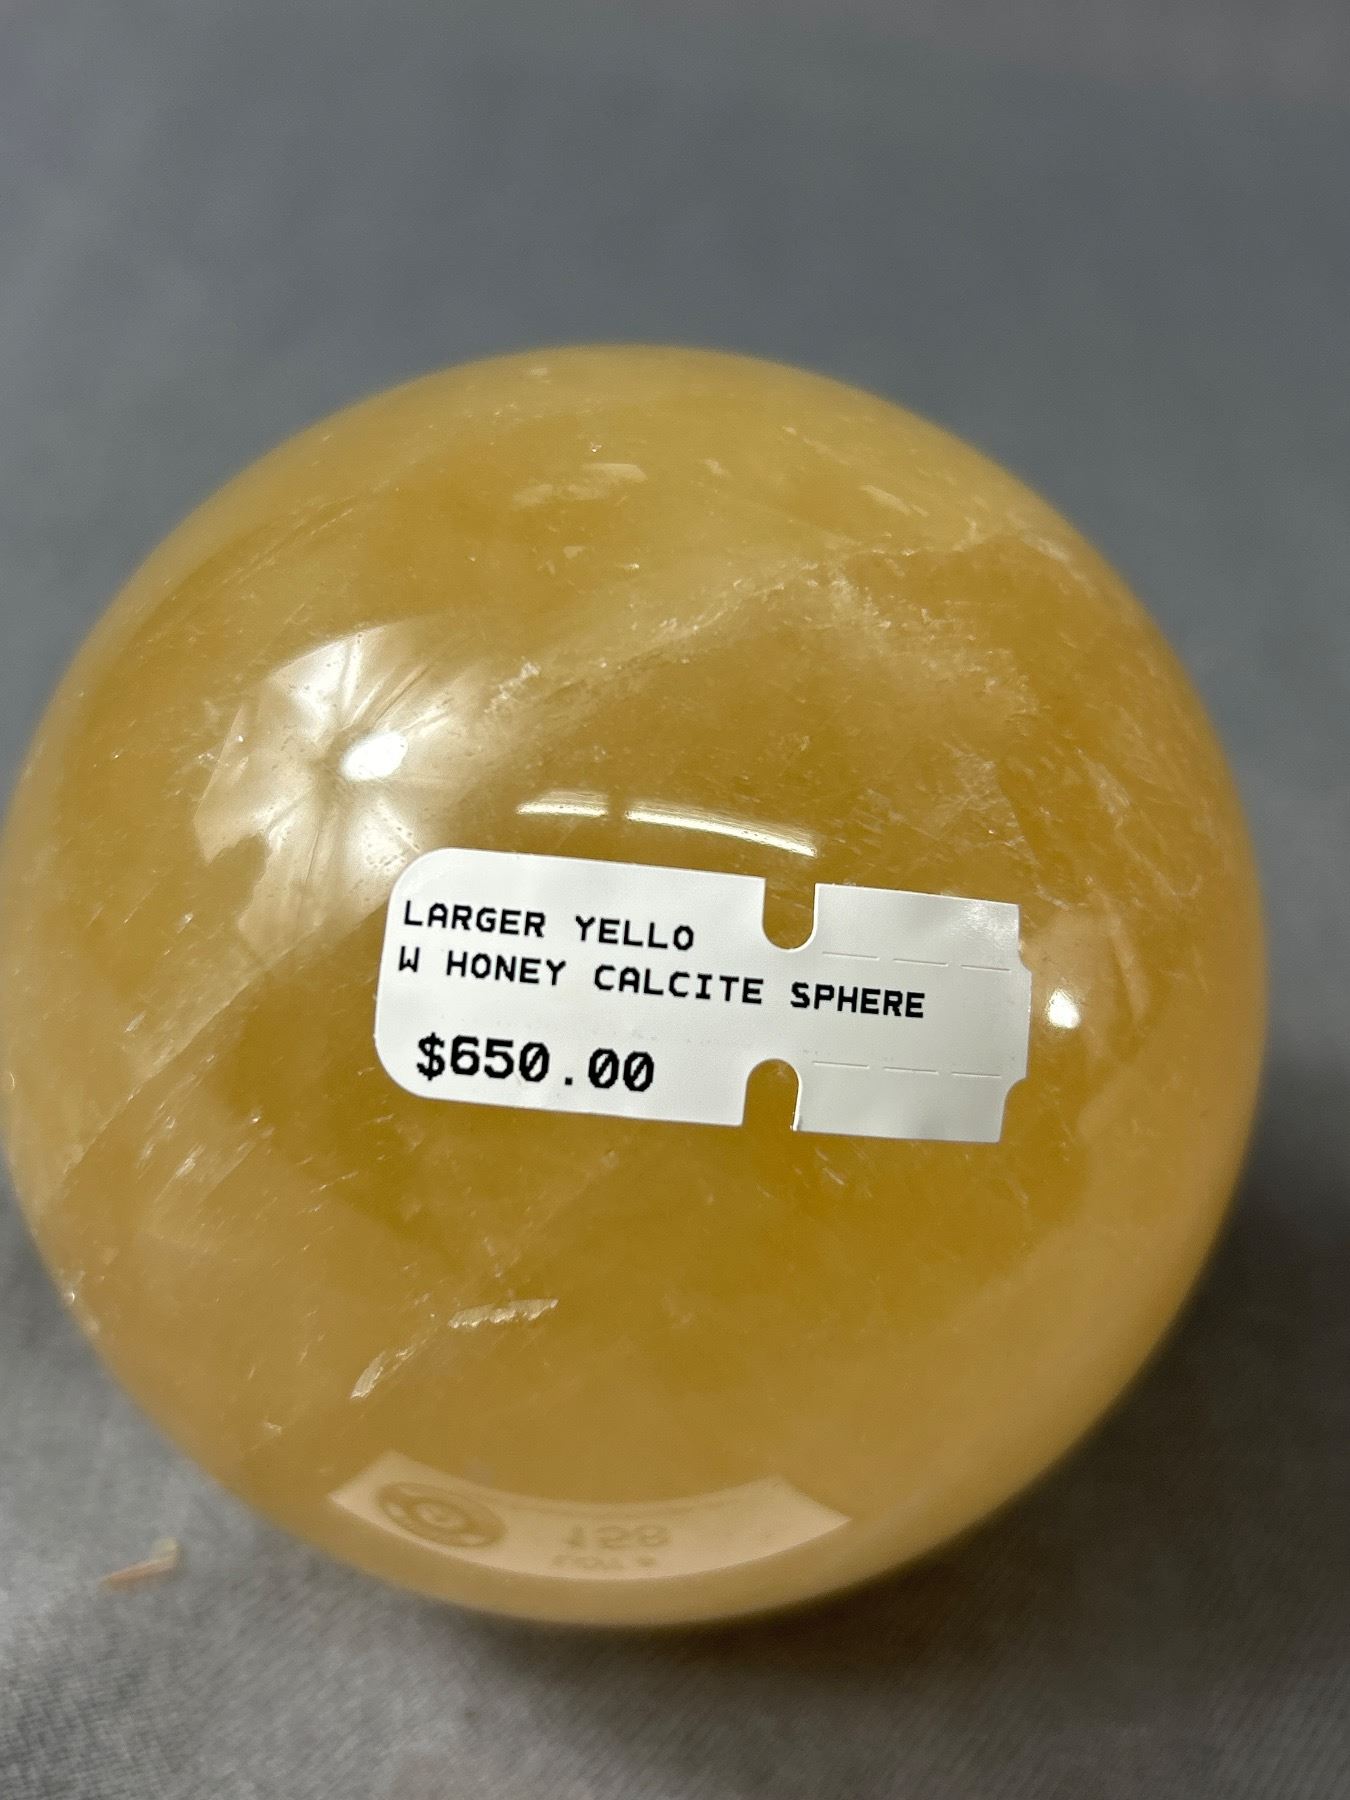 LARGER YELLO
W HONEY CALCITE SPHERE
$650.00